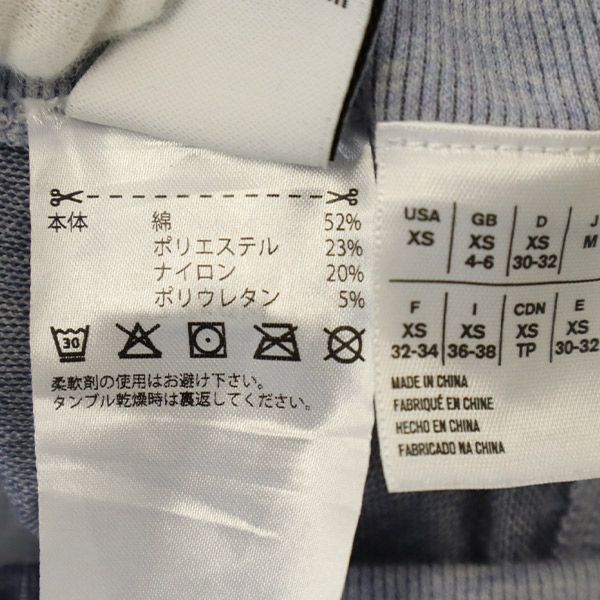 本体 綿 52%
ポリエステル 23%
ナイロン 20%
ポリウレタン 5%
30
柔軟剤の使用はお避け下さい。
タンブル乾燥時は裏返してください。
USA GB D J
XS XS XS M
4-6 30-32
F I CDN E
XS XS XS XS
32-34 36-38 TP 30-32
MADE IN CHINA
FABRIQUÉ EN CHINE
HECHO EN CHINA
FABRICADO NA CHINA